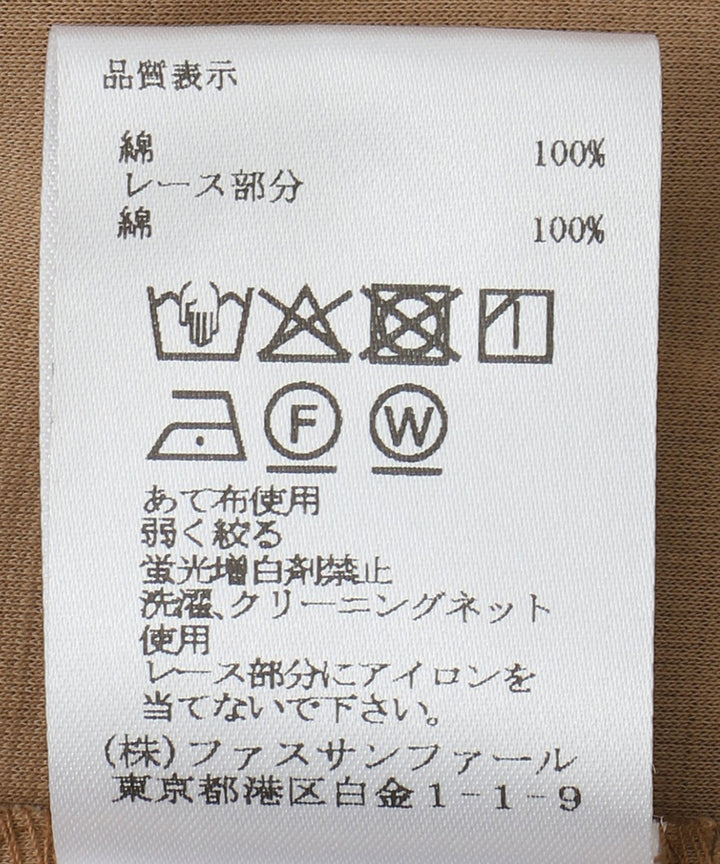 品質表示
綿 100%
レース部分
綿 100%
F W
あて布使用
弱く絞る
蛍光増白剤禁止
洗濯、クリーニングネット
使用
レース部分にアイロンを
当てないで下さい。
(株)ファスサンファール
東京都港区白金1-1-9